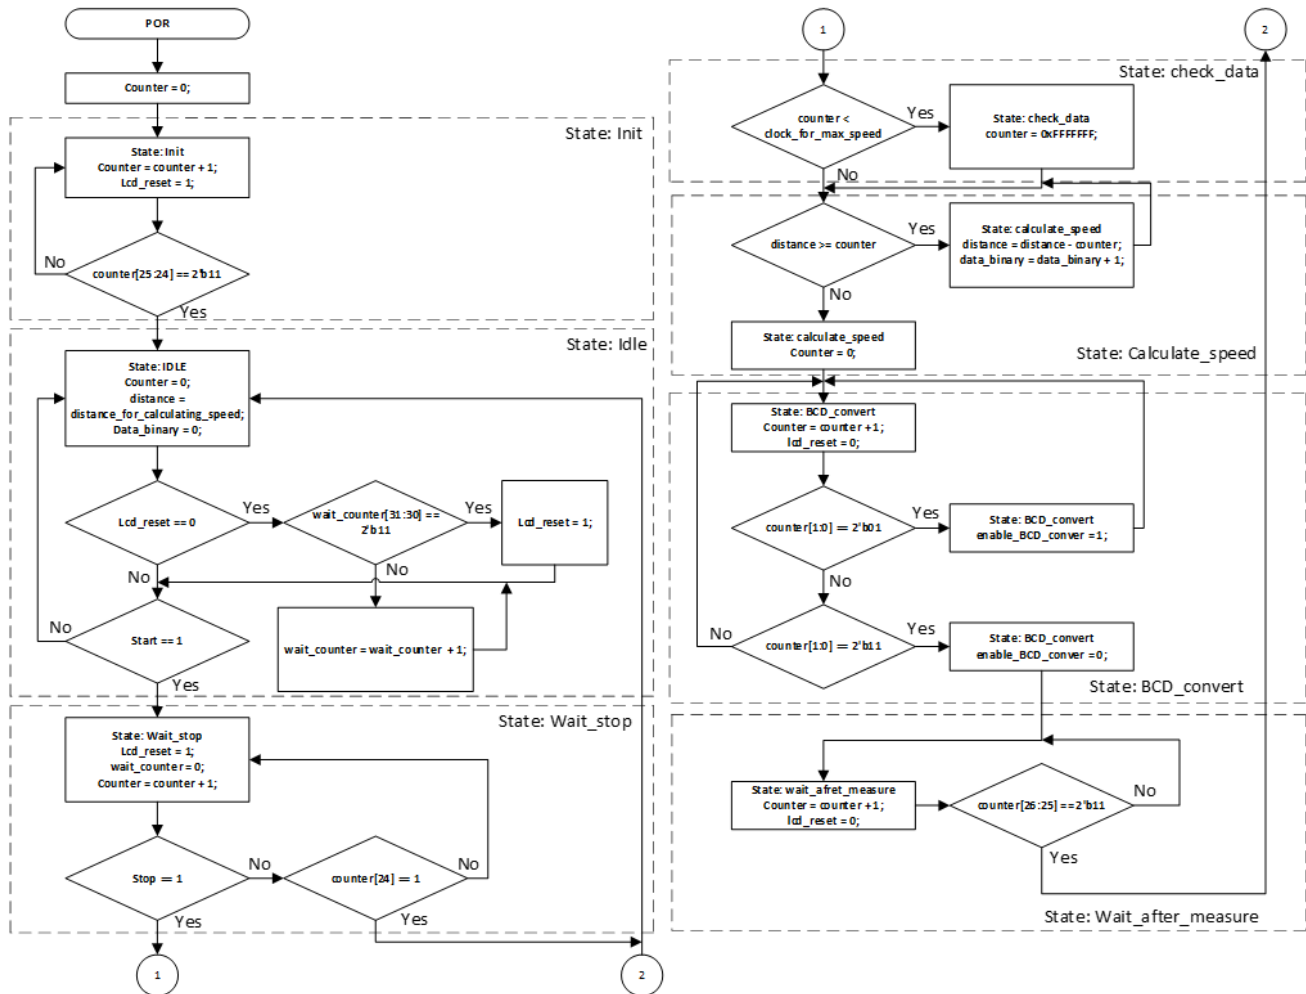 POR
Counter = 0;
State: Init
State: Init
Counter = counter + 1;
Lcd_reset = 1;
No
counter[25:24] == 2'b11
Yes
State: Idle
State: IDLE
Counter = 0;
distance =
distance_for_calculating_speed;
Data_binary = 0;
Lcd_reset == 0
Yes
wait_counter[31:30] ==
2'b11
Yes
Lcd_reset = 1;
No
No
No
Start == 1
wait_counter = wait_counter + 1;
Yes
State: Wait_stop
State: Wait_stop
Lcd_reset = 1;
wait_counter = 0;
Counter = counter + 1;
Stop == 1
No
counter[24] == 1
No
Yes
Yes
1
2
1
2
State: check_data
counter <
clock_for_max_speed
Yes
State: check_data
counter = 0xFFFFFFF;
No
distance >= counter
Yes
State: calculate_speed
distance = distance - counter;
data_binary = data_binary + 1;
No
State: calculate_speed
Counter = 0;
State: Calculate_speed
State: BCD_convert
Counter = counter +1;
lcd_reset = 0;
counter[1:0] == 2'b01
Yes
State: BCD_convert
enable_BCD_conver = 1;
No
No
counter[1:0] == 2'b11
Yes
State: BCD_convert
enable_BCD_conver = 0;
State: BCD_convert
State: wait_afret_measure
Counter = counter +1;
lcd_reset = 0;
counter[26:25] == 2'b11
No
Yes
State: Wait_after_measure